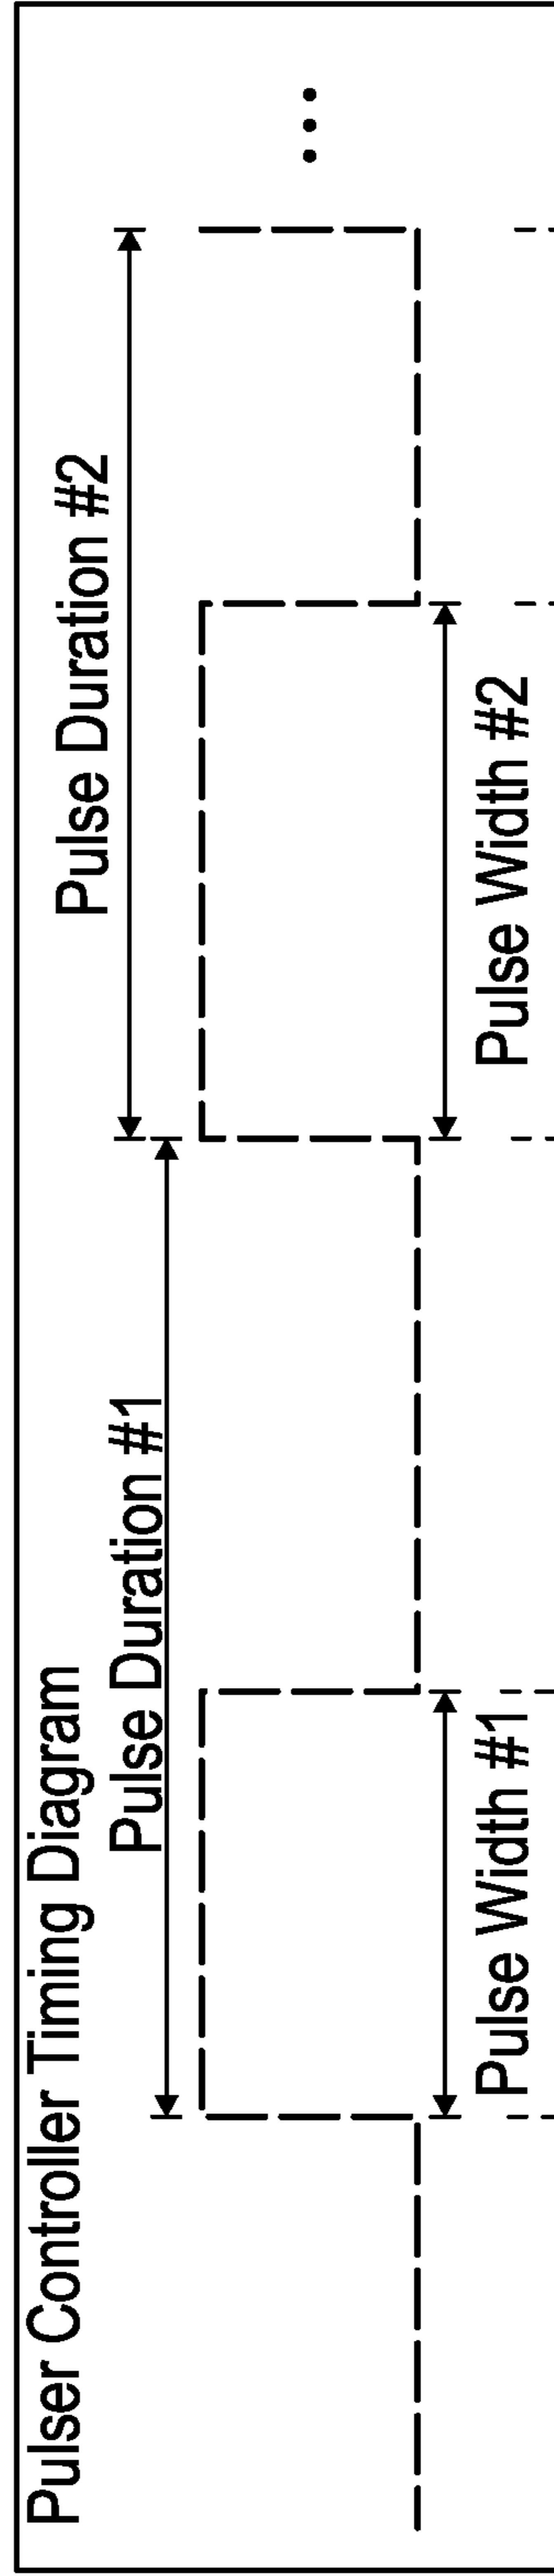 Pulser Controller Timing Diagram
Pulse Duration #1
Pulse Duration #2
Pulse Width #1
Pulse Width #2